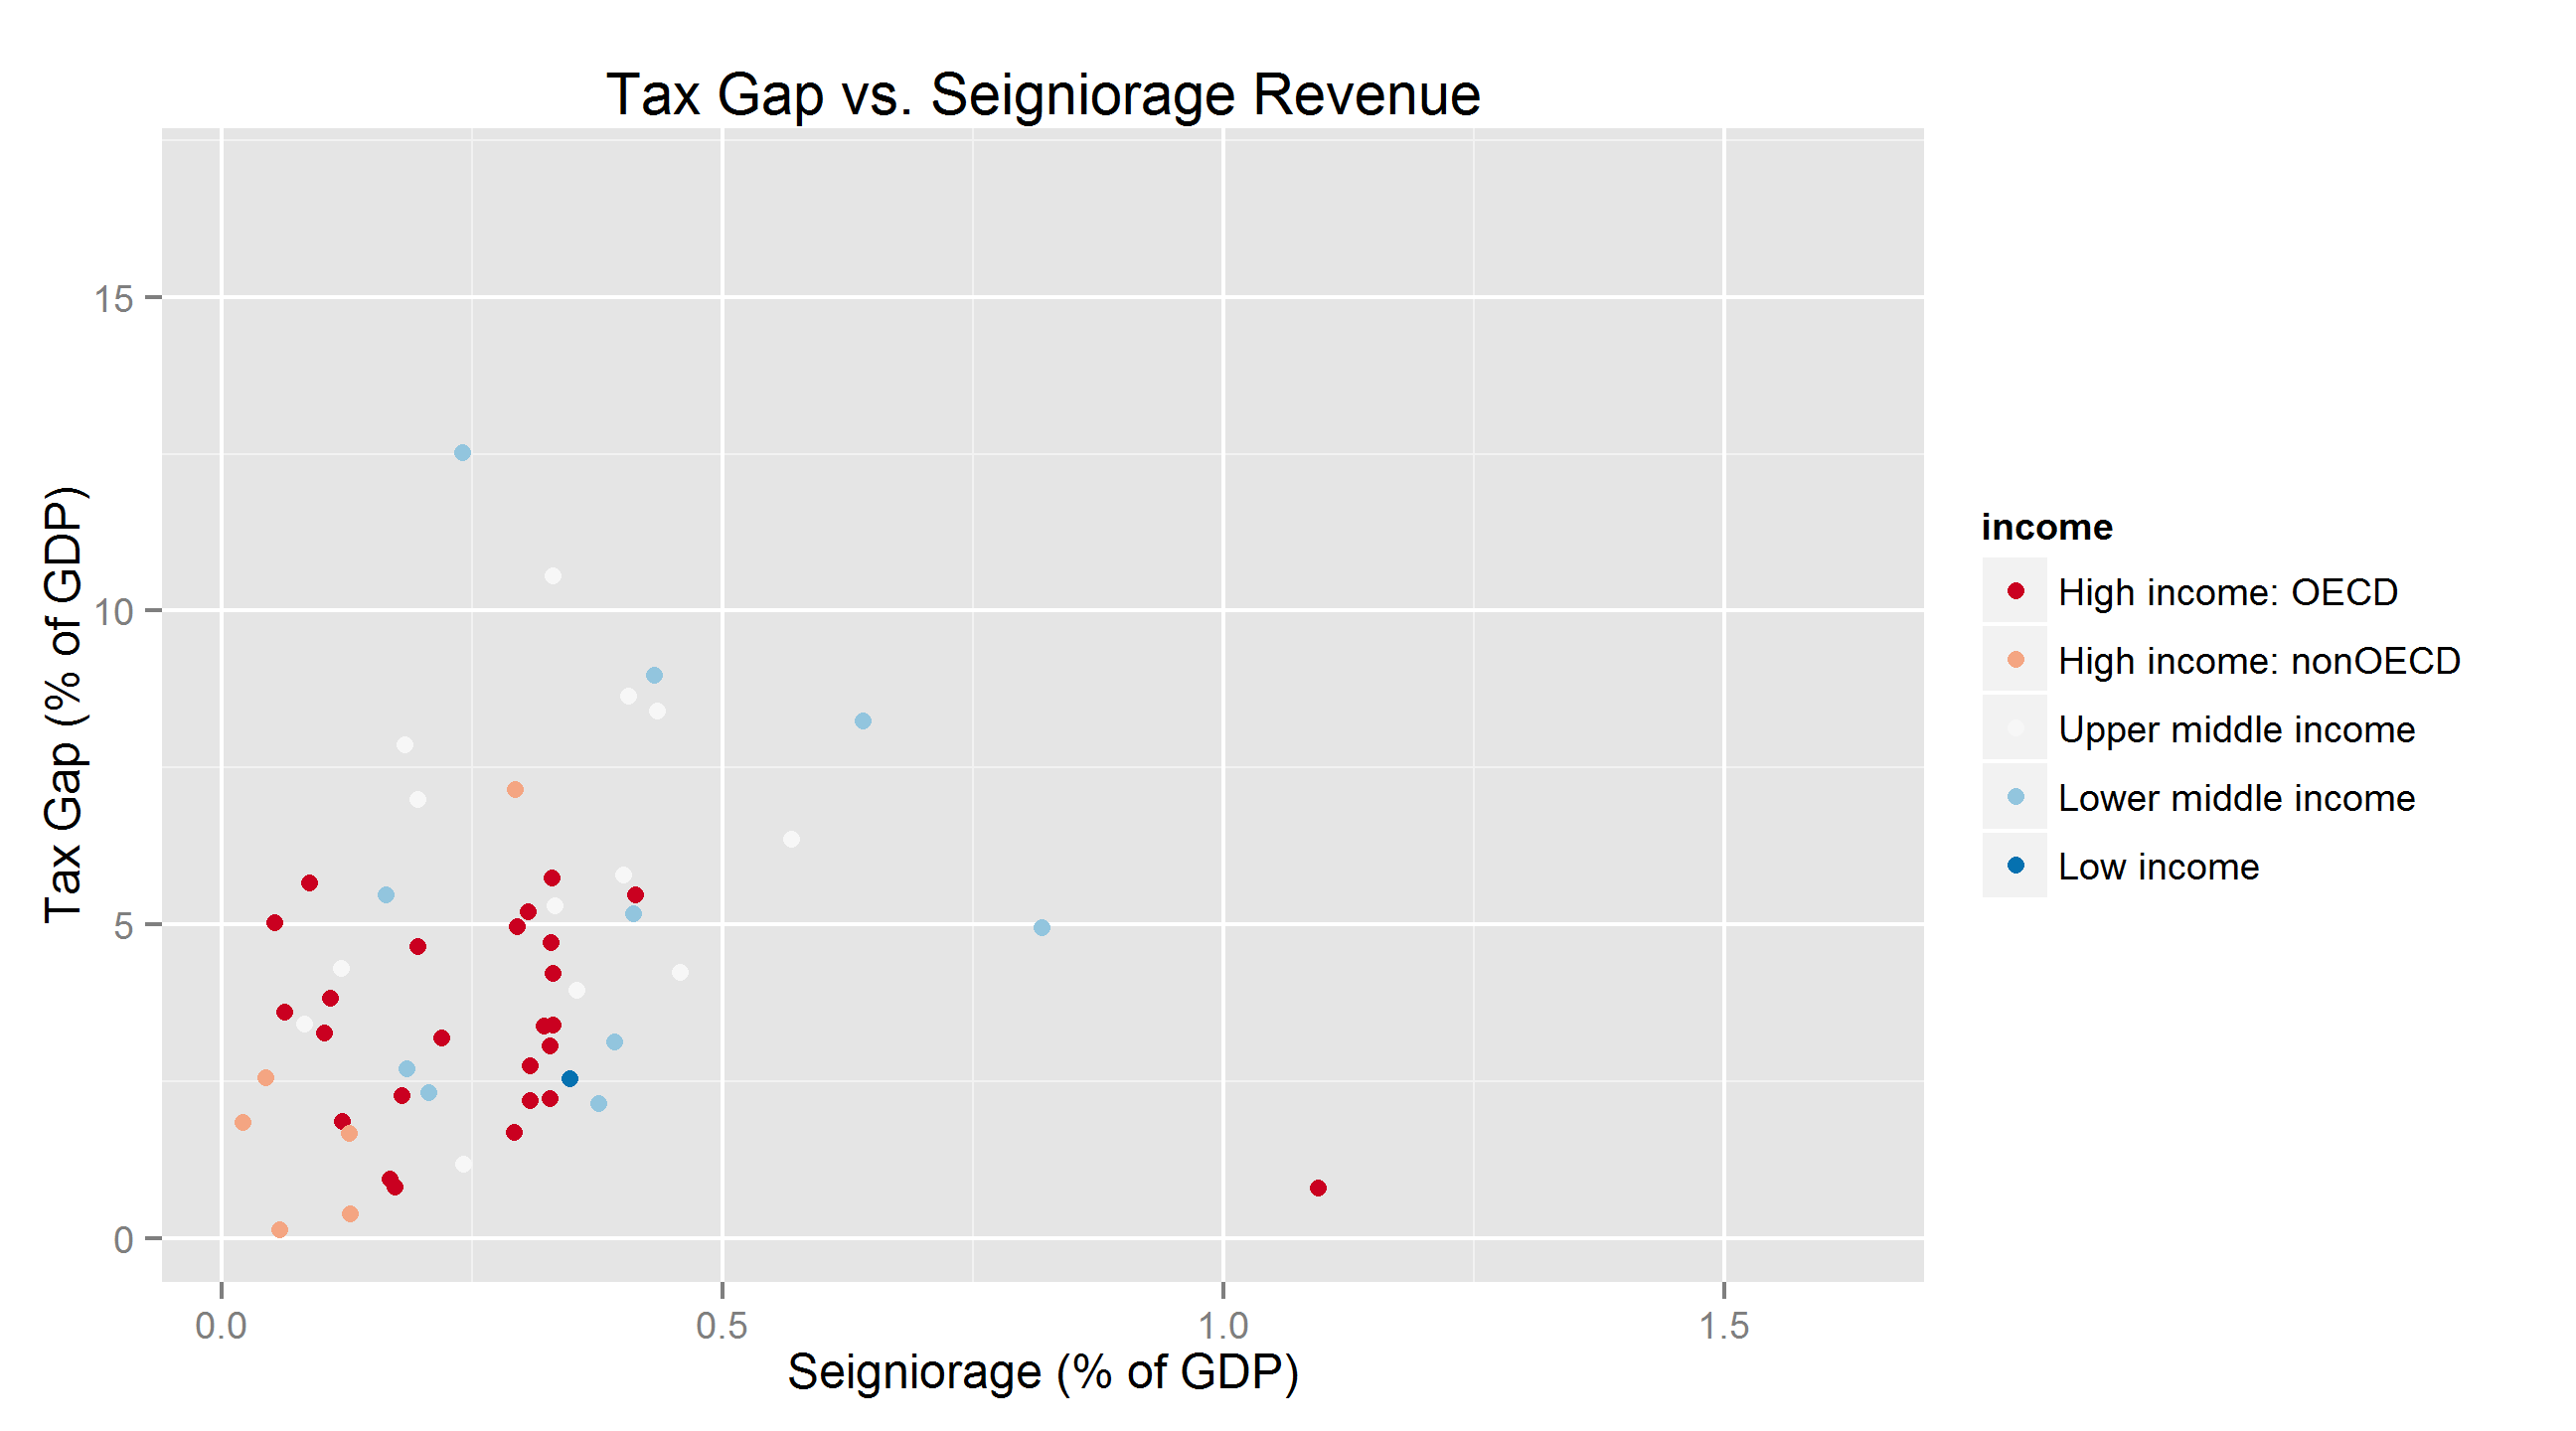 Tax Gap vs. Seigniorage Revenue
Tax Gap (% of GDP)
15
10
5
0
0.0
0.5
1.0
1.5
Seigniorage (% of GDP)
income
High income: OECD
High income: nonOECD
Upper middle income
Lower middle income
Low income